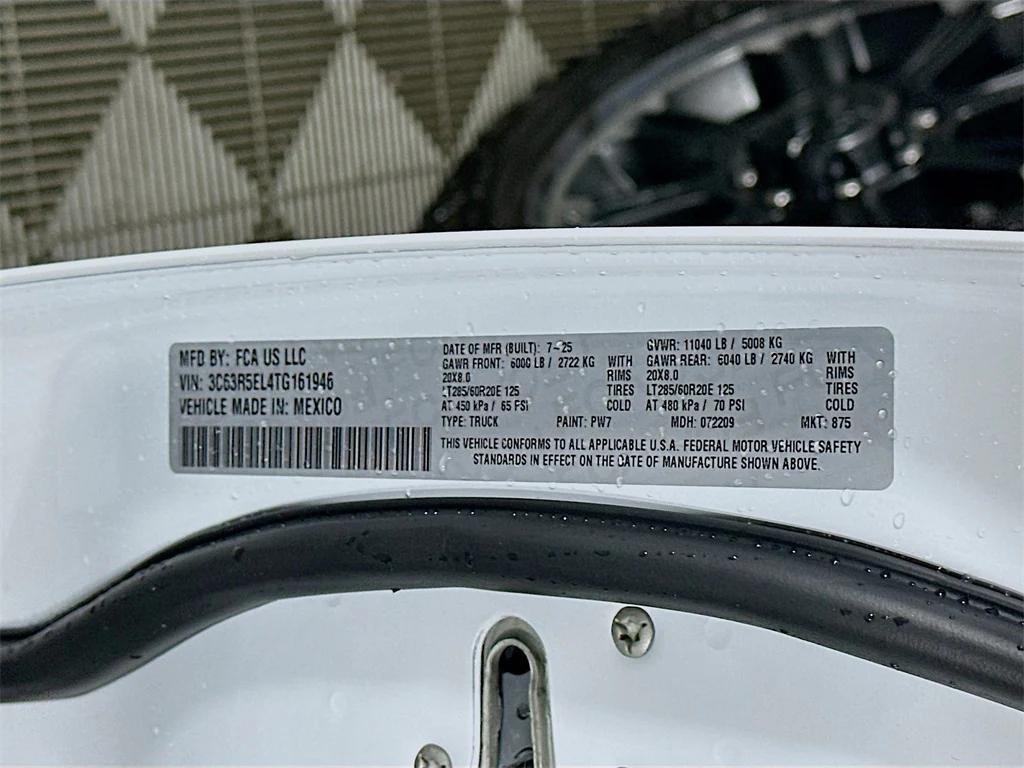 MFD BY: FCA US LLC
VIN: 3C63R5EL4TG161946
VEHICLE MADE IN: MEXICO
DATE OF MFR (BUILT): 7-25
GAWR FRONT: 6000 LB / 2722 KG WITH
20X8.0 RIMS
LT285/60R20E 125 TIRES
AT 450 kPa / 65 PSI COLD
GVWR: 11040 LB / 5008 KG
GAWR REAR: 6040 LB / 2740 KG WITH
20X8.0 RIMS
LT285/60R20E 125 TIRES
AT 480 kPa / 70 PSI COLD
TYPE: TRUCK PAINT: PW7 MDH: 072209 MKT: 875
THIS VEHICLE CONFORMS TO ALL APPLICABLE U.S.A. FEDERAL MOTOR VEHICLE SAFETY
STANDARDS IN EFFECT ON THE DATE OF MANUFACTURE SHOWN ABOVE.